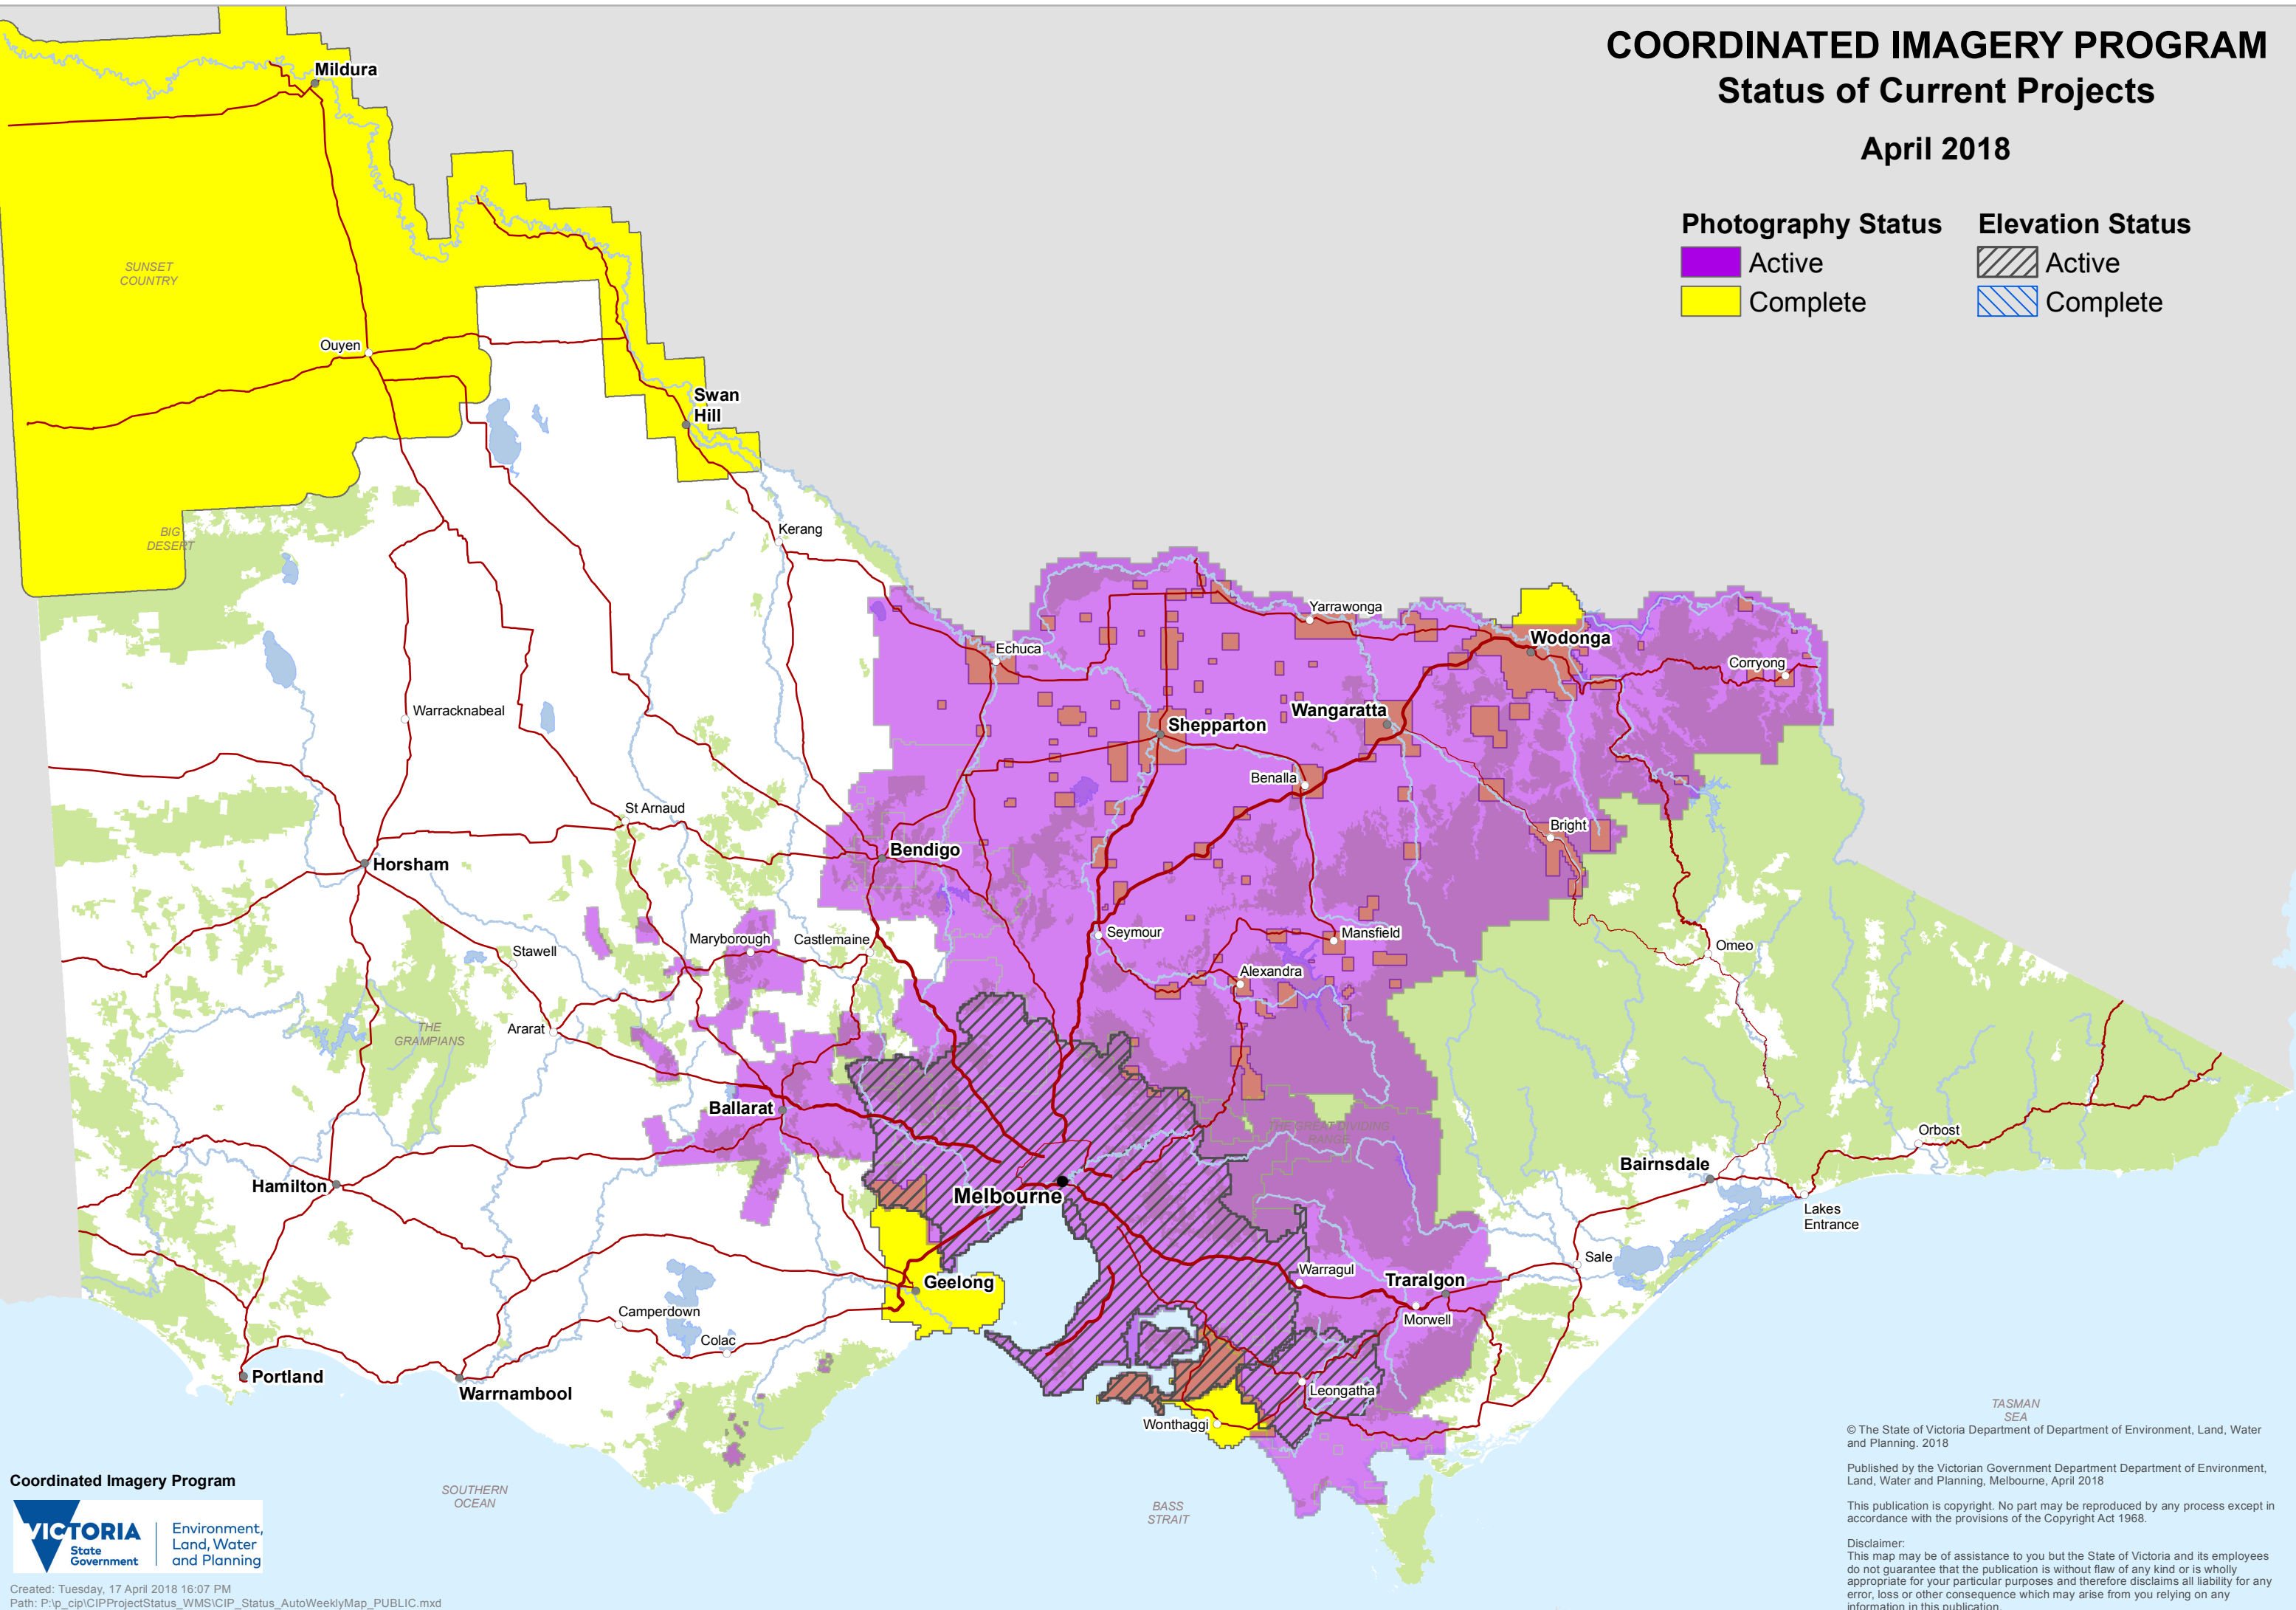 COORDINATED IMAGERY PROGRAM
Status of Current Projects
April 2018
Photography Status
Active
Complete
Elevation Status
Active
Complete
Mildura
SUNSET
COUNTRY
Ouyen
Swan
Hill
BIG
DESERT
Kerang
Yarrawonga
Wodonga
Echuca
Corryong
Warracknabeal
Shepparton
Wangaratta
Benalla
St Arnaud
Bright
Bendigo
Horsham
Seymour
Mansfield
Maryborough
Castlemaine
Stawell
Omeo
Alexandra
Ararat
THE
GRAMPIANS
Ballarat
THE GREAT DIVIDING
RANGE
Orbost
Bairnsdale
Hamilton
Melbourne
Lakes
Entrance
Sale
Warragul
Traralgon
Geelong
Camperdown
Morwell
Colac
Portland
Warrnambool
Leongatha
Wonthaggi
TASMAN
SEA
SOUTHERN
OCEAN
BASS
STRAIT
Coordinated Imagery Program
VICTORIA
State
Government
Environment,
Land, Water
and Planning
Created: Tuesday, 17 April 2018 16:07 PM
Path: P:\p_cip\CIPProjectStatus_WMS\CIP_Status_AutoWeeklyMap_PUBLIC.mxd
© The State of Victoria Department of Department of Environment, Land, Water
and Planning. 2018
Published by the Victorian Government Department Department of Environment,
Land, Water and Planning, Melbourne, April 2018
This publication is copyright. No part may be reproduced by any process except in
accordance with the provisions of the Copyright Act 1968.
Disclaimer:
This map may be of assistance to you but the State of Victoria and its employees
do not guarantee that the publication is without flaw of any kind or is wholly
appropriate for your particular purposes and therefore disclaims all liability for any
error, loss or other consequence which may arise from you relying on any
information in this publication.